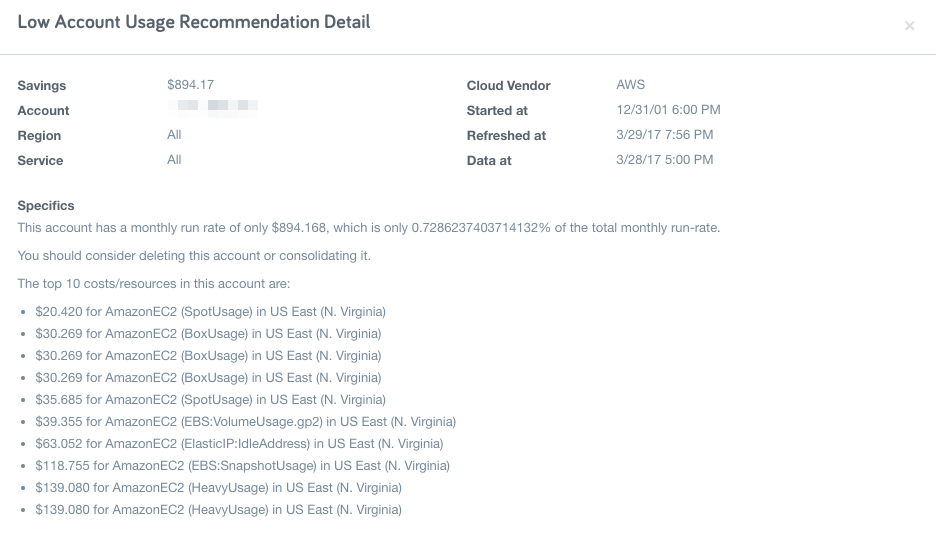 Low Account Usage Recommendation Detail ×
Savings $894.17 Cloud Vendor AWS
Account Started at 12/31/01 6:00 PM
Region All Refreshed at 3/29/17 7:56 PM
Service All Data at 3/28/17 5:00 PM
Specifics
This account has a monthly run rate of only $894.168, which is only 0.7286237403714132% of the total monthly run-rate.
You should consider deleting this account or consolidating it.
The top 10 costs/resources in this account are:
• $20.420 for AmazonEC2 (SpotUsage) in US East (N. Virginia)
• $30.269 for AmazonEC2 (BoxUsage) in US East (N. Virginia)
• $30.269 for AmazonEC2 (BoxUsage) in US East (N. Virginia)
• $30.269 for AmazonEC2 (BoxUsage) in US East (N. Virginia)
• $35.685 for AmazonEC2 (SpotUsage) in US East (N. Virginia)
• $39.355 for AmazonEC2 (EBS:VolumeUsage.gp2) in US East (N. Virginia)
• $63.052 for AmazonEC2 (ElasticIP:IdleAddress) in US East (N. Virginia)
• $118.755 for AmazonEC2 (EBS:SnapshotUsage) in US East (N. Virginia)
• $139.080 for AmazonEC2 (HeavyUsage) in US East (N. Virginia)
• $139.080 for AmazonEC2 (HeavyUsage) in US East (N. Virginia)